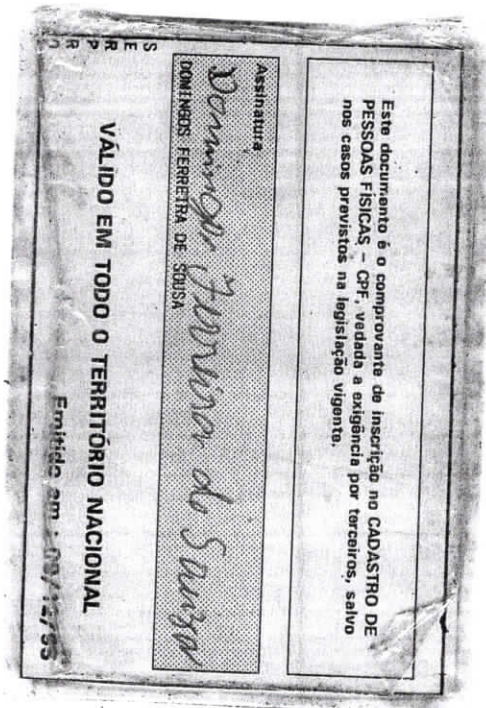 Este documento é o comprovante de inscrição no CADASTRO DE
PESSOAS FÍSICAS – CPF, vedada a exigência por terceiros, salvo
nos casos previstos na legislação vigente.
Assinatura
Domingos Ferreira de Souza
DOMINGOS FERREIRA DE SOUSA
VÁLIDO EM TODO O TERRITÓRIO NACIONAL
Emitido em :